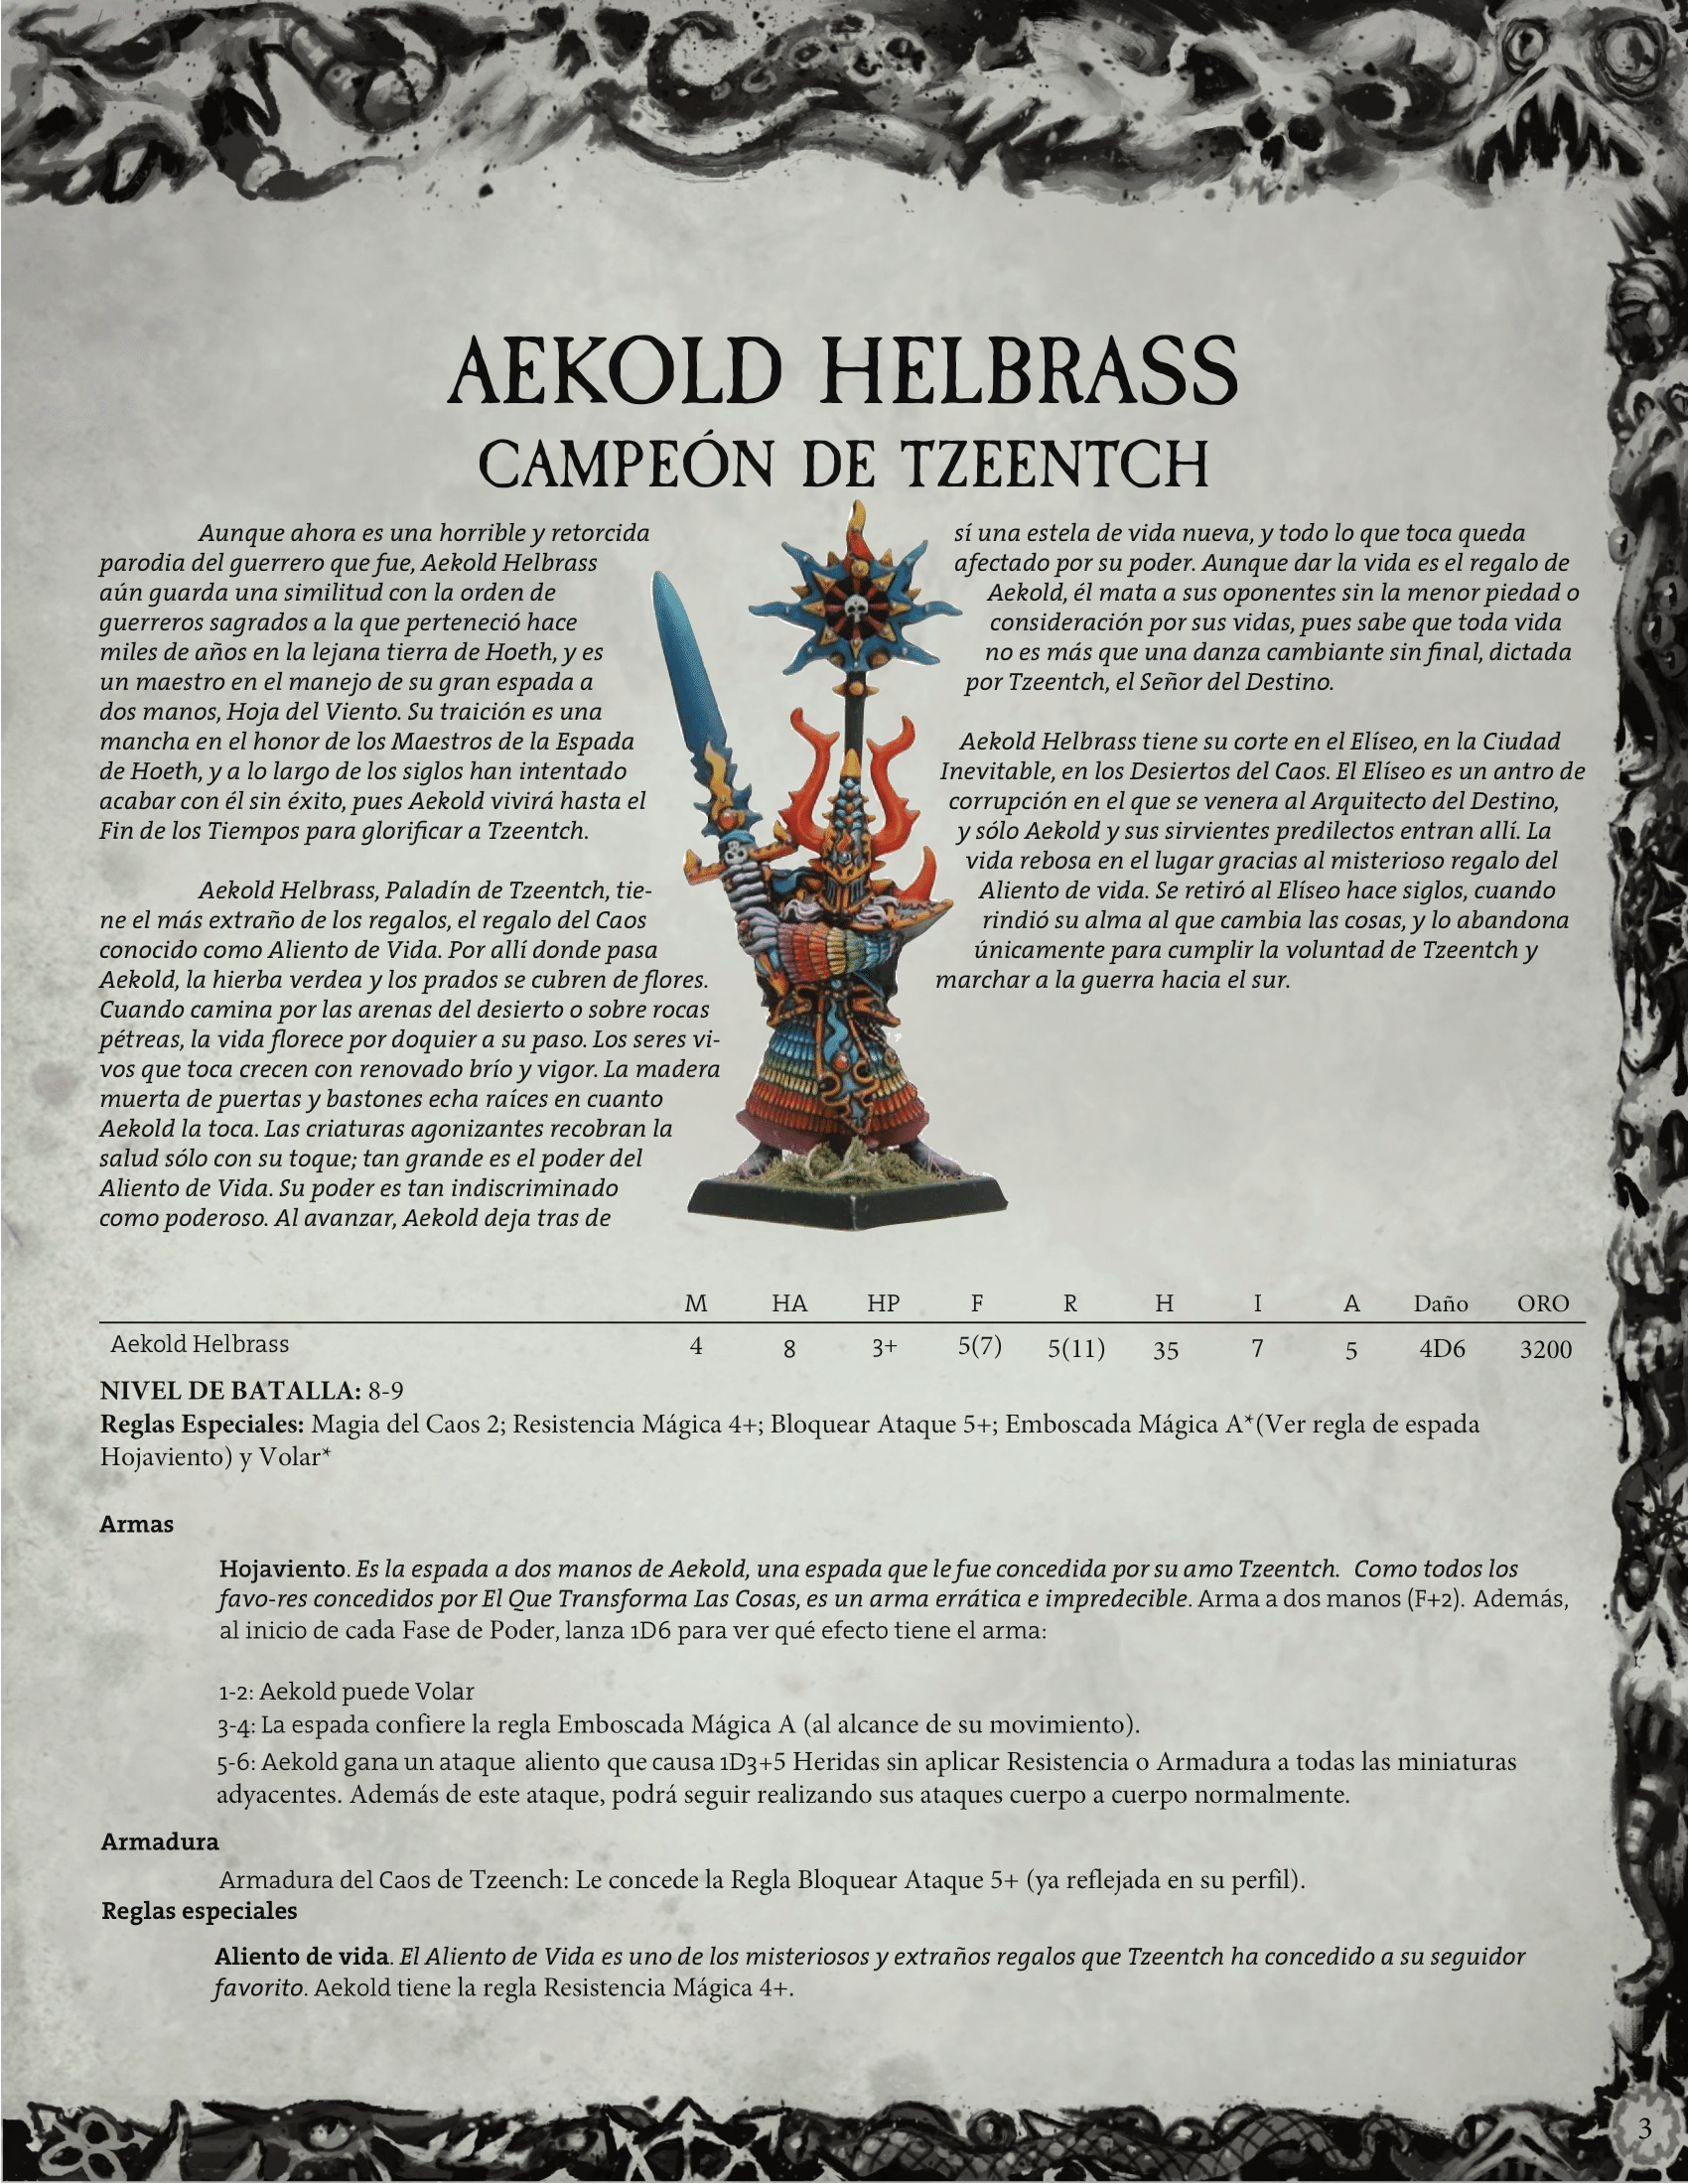 AEKOLD HELBRASS
CAMPEÓN DE TZEENTCH
Aunque ahora es una horrible y retorcida
parodia del guerrero que fue, Aekold Helbrass
aún guarda una similitud con la orden de
guerreros sagrados a la que perteneció hace
miles de años en la lejana tierra de Hoeth, y es
un maestro en el manejo de su gran espada a
dos manos, Hoja del Viento. Su traición es una
mancha en el honor de los Maestros de la Espada
de Hoeth, y a lo largo de los siglos han intentado
acabar con él sin éxito, pues Aekold vivirá hasta el
Fin de los Tiempos para glorificar a Tzeentch.
Aekold Helbrass, Paladín de Tzeentch, tie-
ne el más extraño de los regalos, el regalo del Caos
conocido como Aliento de Vida. Por allí donde pasa
Aekold, la hierba verdea y los prados se cubren de flores.
Cuando camina por las arenas del desierto o sobre rocas
pétreas, la vida florece por doquier a su paso. Los seres vi-
vos que toca crecen con renovado brío y vigor. La madera
muerta de puertas y bastones echa raíces en cuanto
Aekold la toca. Las criaturas agonizantes recobran la
salud sólo con su toque; tan grande es el poder del
Aliento de Vida. Su poder es tan indiscriminado
como poderoso. Al avanzar, Aekold deja tras de
sí una estela de vida nueva, y todo lo que toca queda
afectado por su poder. Aunque dar la vida es el regalo de
Aekold, él mata a sus oponentes sin la menor piedad o
consideración por sus vidas, pues sabe que toda vida
no es más que una danza cambiante sin final, dictada
por Tzeentch, el Señor del Destino.
Aekold Helbrass tiene su corte en el Elíseo, en la Ciudad
Inevitable, en los Desiertos del Caos. El Elíseo es un antro de
corrupción en el que se venera al Arquitecto del Destino,
y sólo Aekold y sus sirvientes predilectos entran allí. La
vida rebosa en el lugar gracias al misterioso regalo del
Aliento de vida. Se retiró al Elíseo hace siglos, cuando
rindió su alma al que cambia las cosas, y lo abandona
únicamente para cumplir la voluntad de Tzeentch y
marchar a la guerra hacia el sur.
M HA HP F R H I A Daño ORO
Aekold Helbrass 4 8 3+ 5(7) 5(11) 35 7 5 4D6 3200
NIVEL DE BATALLA: 8-9
Reglas Especiales: Magia del Caos 2; Resistencia Mágica 4+; Bloquear Ataque 5+; Emboscada Mágica A*(Ver regla de espada
Hojaviento) y Volar*
Armas
Hojaviento. Es la espada a dos manos de Aekold, una espada que le fue concedida por su amo Tzeentch. Como todos los
favo-res concedidos por El Que Transforma Las Cosas, es un arma errática e impredecible. Arma a dos manos (F+2). Además,
al inicio de cada Fase de Poder, lanza 1D6 para ver qué efecto tiene el arma:
1-2: Aekold puede Volar
3-4: La espada confiere la regla Emboscada Mágica A (al alcance de su movimiento).
5-6: Aekold gana un ataque aliento que causa 1D3+5 Heridas sin aplicar Resistencia o Armadura a todas las miniaturas
adyacentes. Además de este ataque, podrá seguir realizando sus ataques cuerpo a cuerpo normalmente.
Armadura
Armadura del Caos de Tzeench: Le concede la Regla Bloquear Ataque 5+ (ya reflejada en su perfil).
Reglas especiales
Aliento de vida. El Aliento de Vida es uno de los misteriosos y extraños regalos que Tzeentch ha concedido a su seguidor
favorito. Aekold tiene la regla Resistencia Mágica 4+.
3